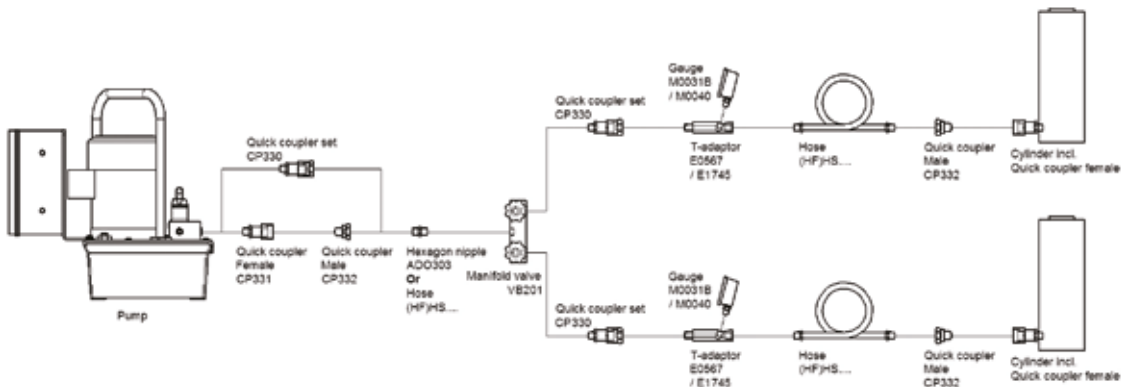 Gauge
M0031B
/ M0040
Quick coupler set
CP330
T-adaptor
E0567
/ E1745
Hose
(HF)HS....
Quick coupler
Male
CP332
Cylinder incl.
Quick coupler female
Quick coupler set
CP330
Quick coupler
Female
CP331
Quick coupler
Male
CP332
Hexagon nipple
ADO303
Or
Hose
(HF)HS....
Manifold valve
VB201
Pump
Gauge
M0031B
/ M0040
Quick coupler set
CP330
T-adaptor
E0567
/ E1745
Hose
(HF)HS....
Quick coupler
Male
CP332
Cylinder incl.
Quick coupler female